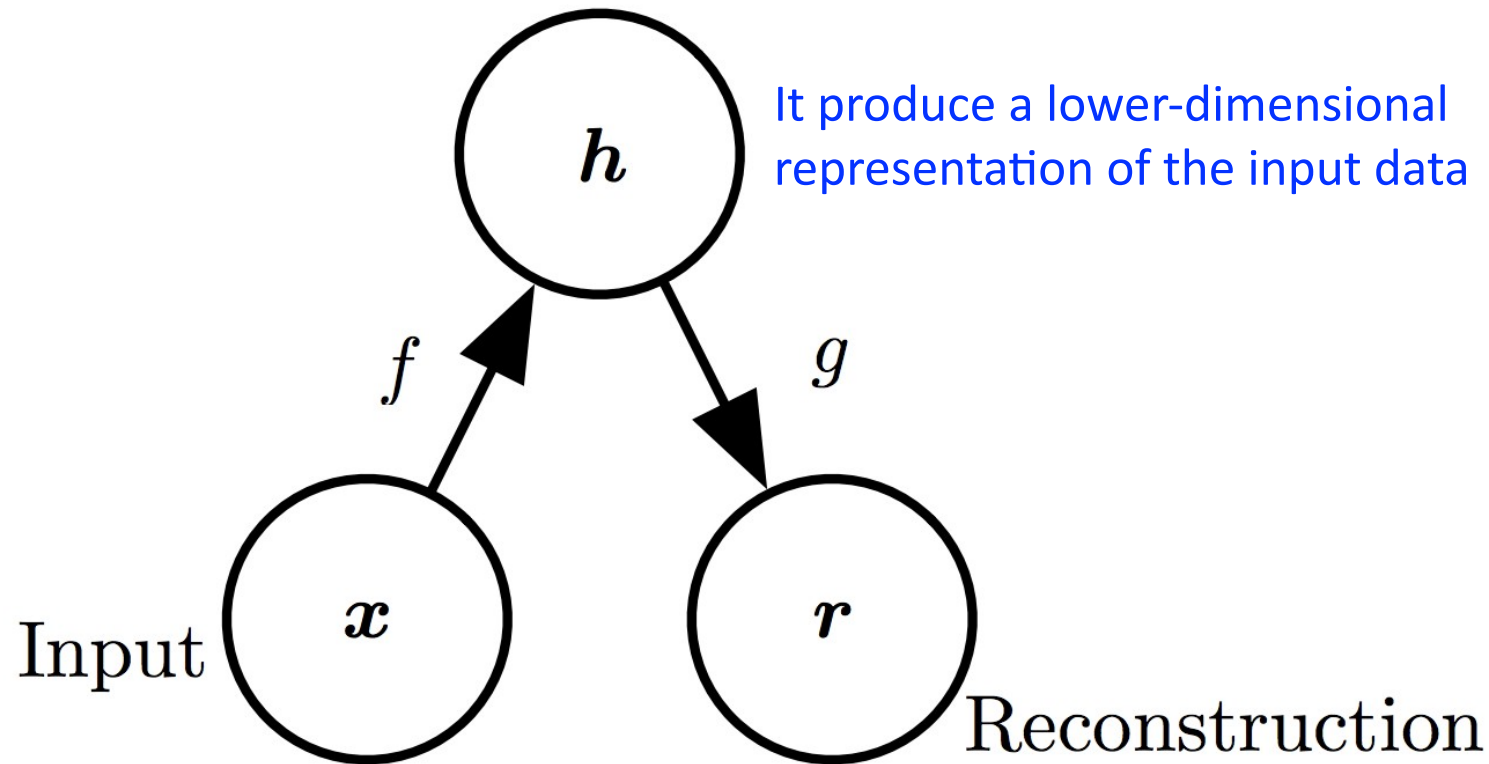 h
It produce a lower-dimensional
representation of the input data
f
g
Input
x
r
Reconstruction